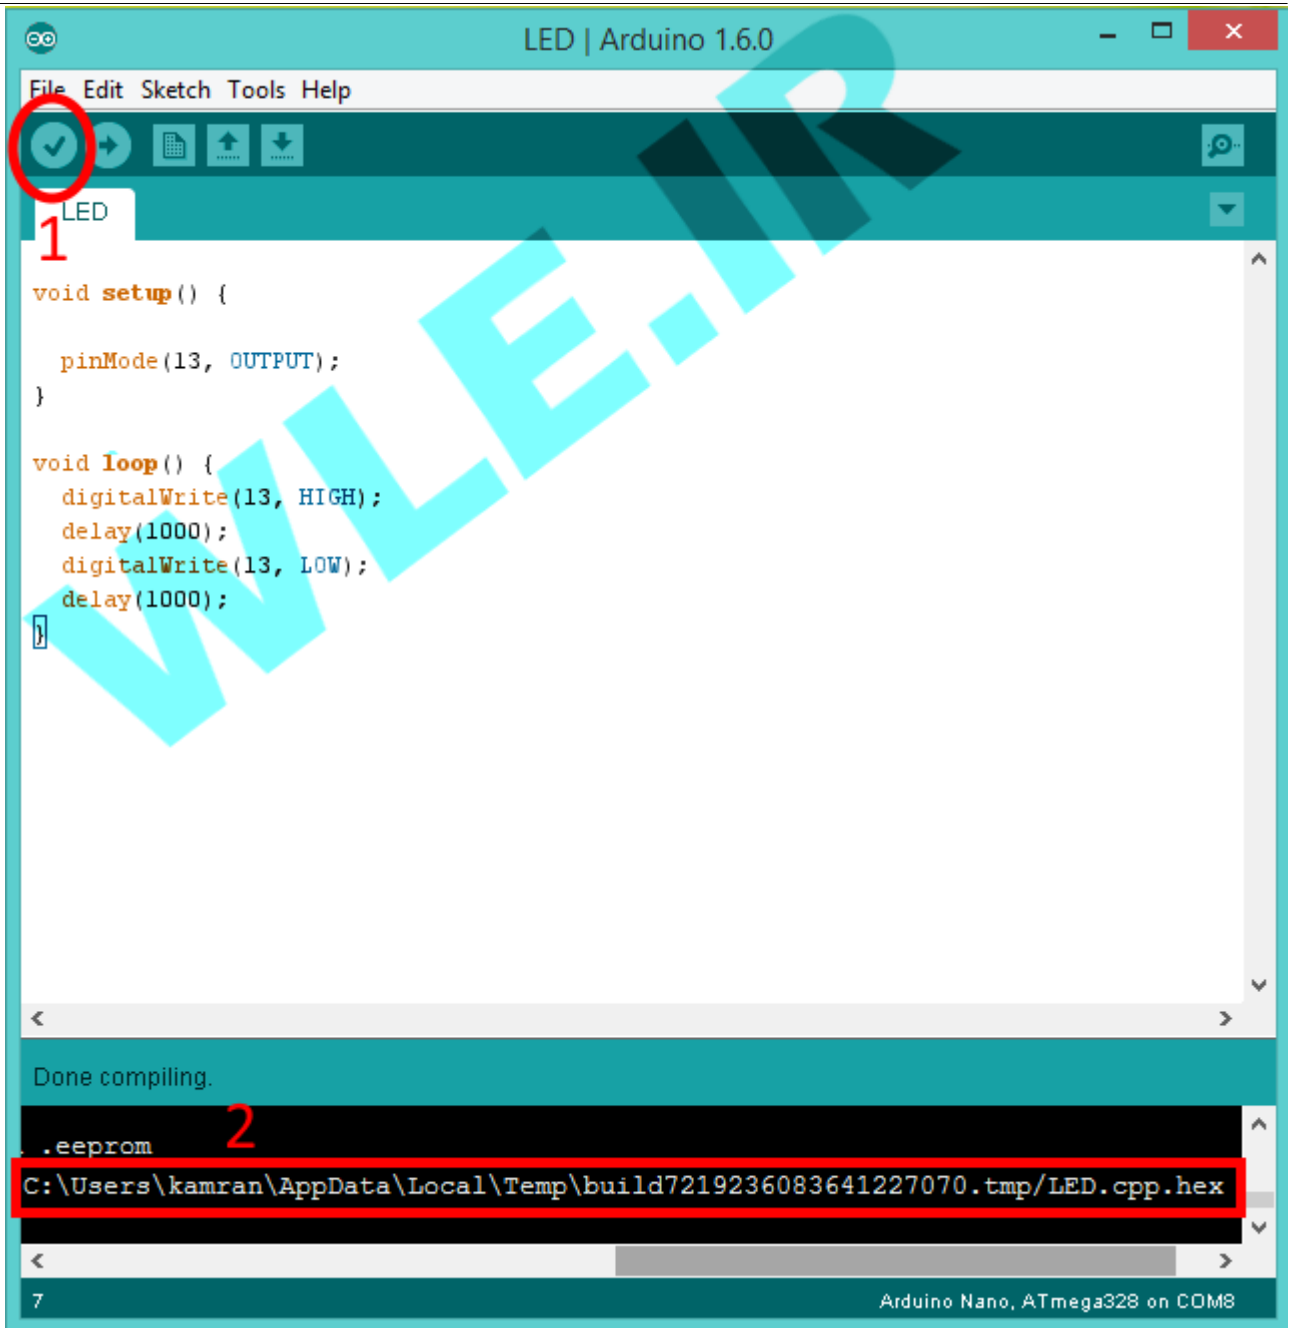 LED | Arduino 1.6.0
File Edit Sketch Tools Help
LED
1
void setup() {
pinMode(13, OUTPUT);
}
void loop() {
digitalWrite(13, HIGH);
delay(1000);
digitalWrite(13, LOW);
delay(1000);
}
WLE.IR
Done compiling.
2
.eeprom
C:\Users\kamran\AppData\Local\Temp\build7219236083641227070.tmp/LED.cpp.hex
7
Arduino Nano, ATmega328 on COM8